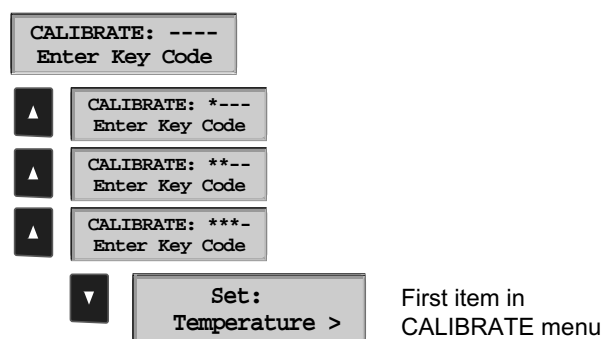 CALIBRATE: ----
Enter Key Code
CALIBRATE: *---
Enter Key Code
CALIBRATE: **--
Enter Key Code
CALIBRATE: ***-
Enter Key Code
Set:
Temperature >
First item in
CALIBRATE menu